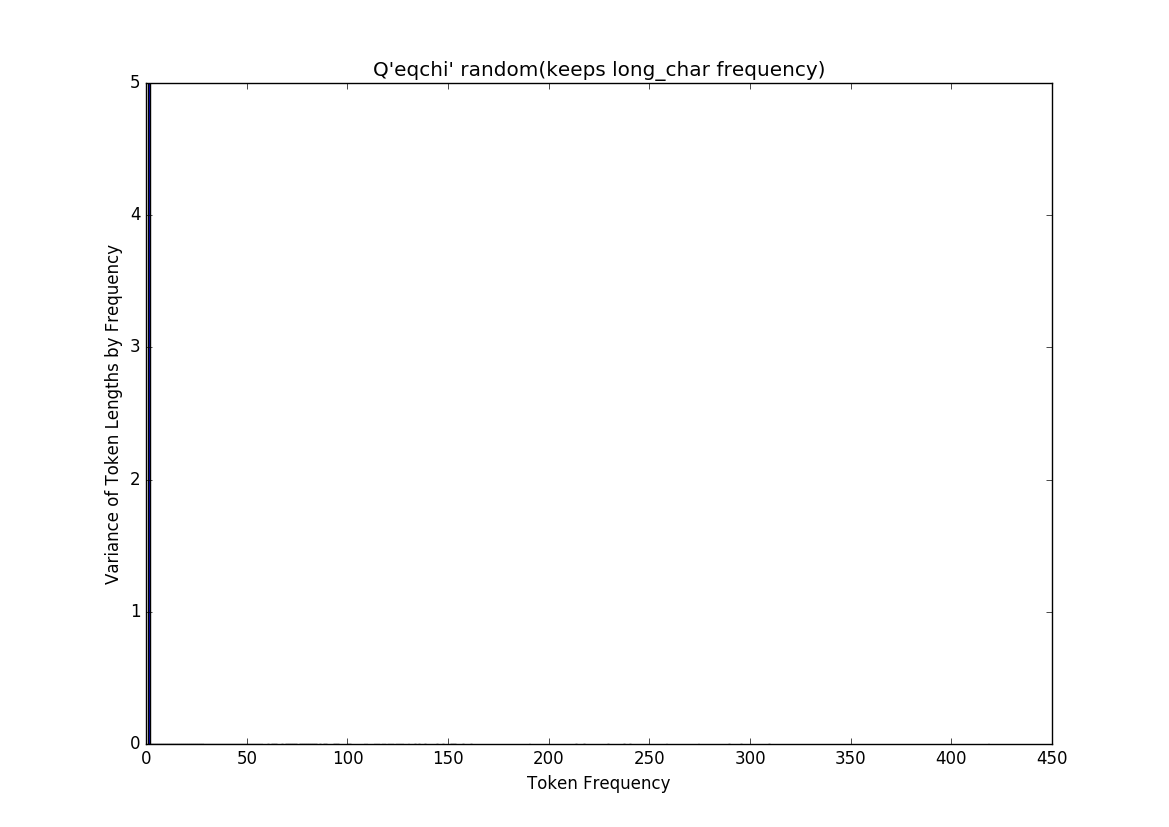 Q'eqchi' random(keeps long_char frequency)
5
4
3
2
1
0
Variance of Token Lengths by Frequency
0 50 100 150 200 250 300 350 400 450
Token Frequency